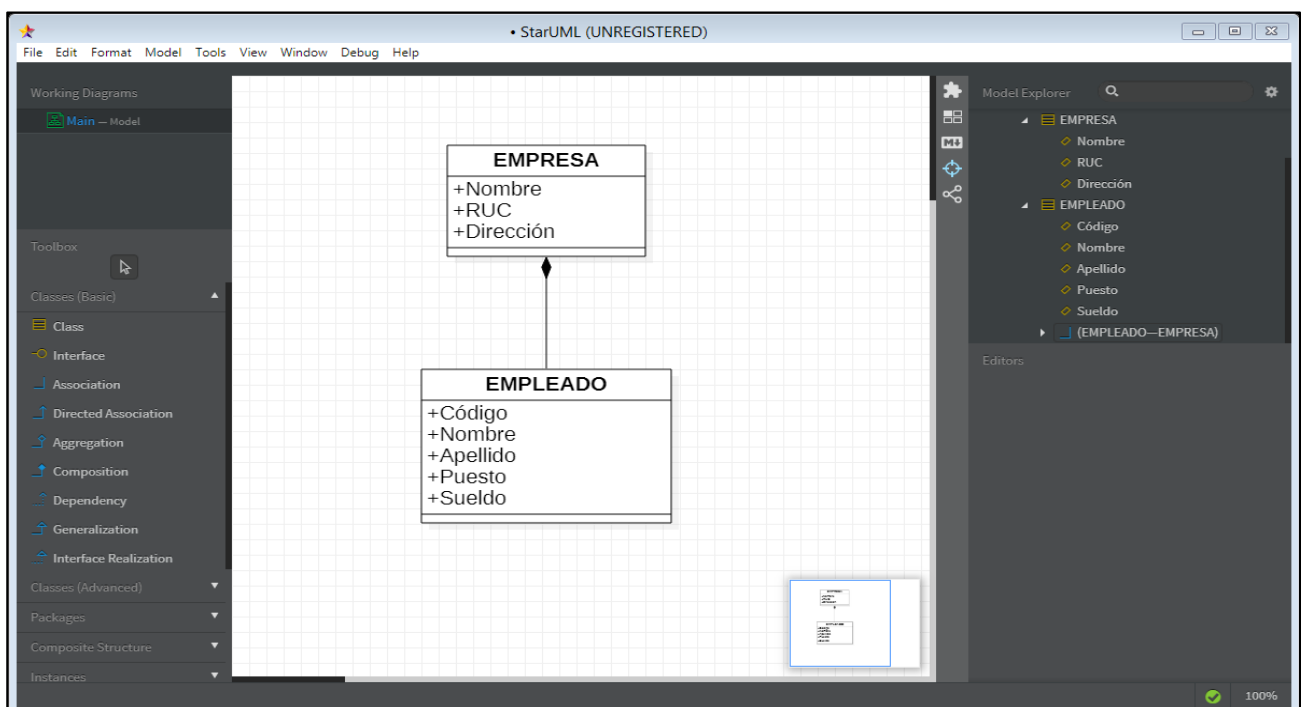 • StarUML (UNREGISTERED)
File Edit Format Model Tools View Window Debug Help
Working Diagrams
Main — Model
Toolbox
Classes (Basic)
Class
Interface
Association
Directed Association
Aggregation
Composition
Dependency
Generalization
Interface Realization
Classes (Advanced)
Packages
Composite Structure
Instances
EMPRESA
+Nombre
+RUC
+Dirección
EMPLEADO
+Código
+Nombre
+Apellido
+Puesto
+Sueldo
M
Model Explorer
EMPRESA
Nombre
RUC
Dirección
EMPLEADO
Código
Nombre
Apellido
Puesto
Sueldo
(EMPLEADO—EMPRESA)
Editors
100%